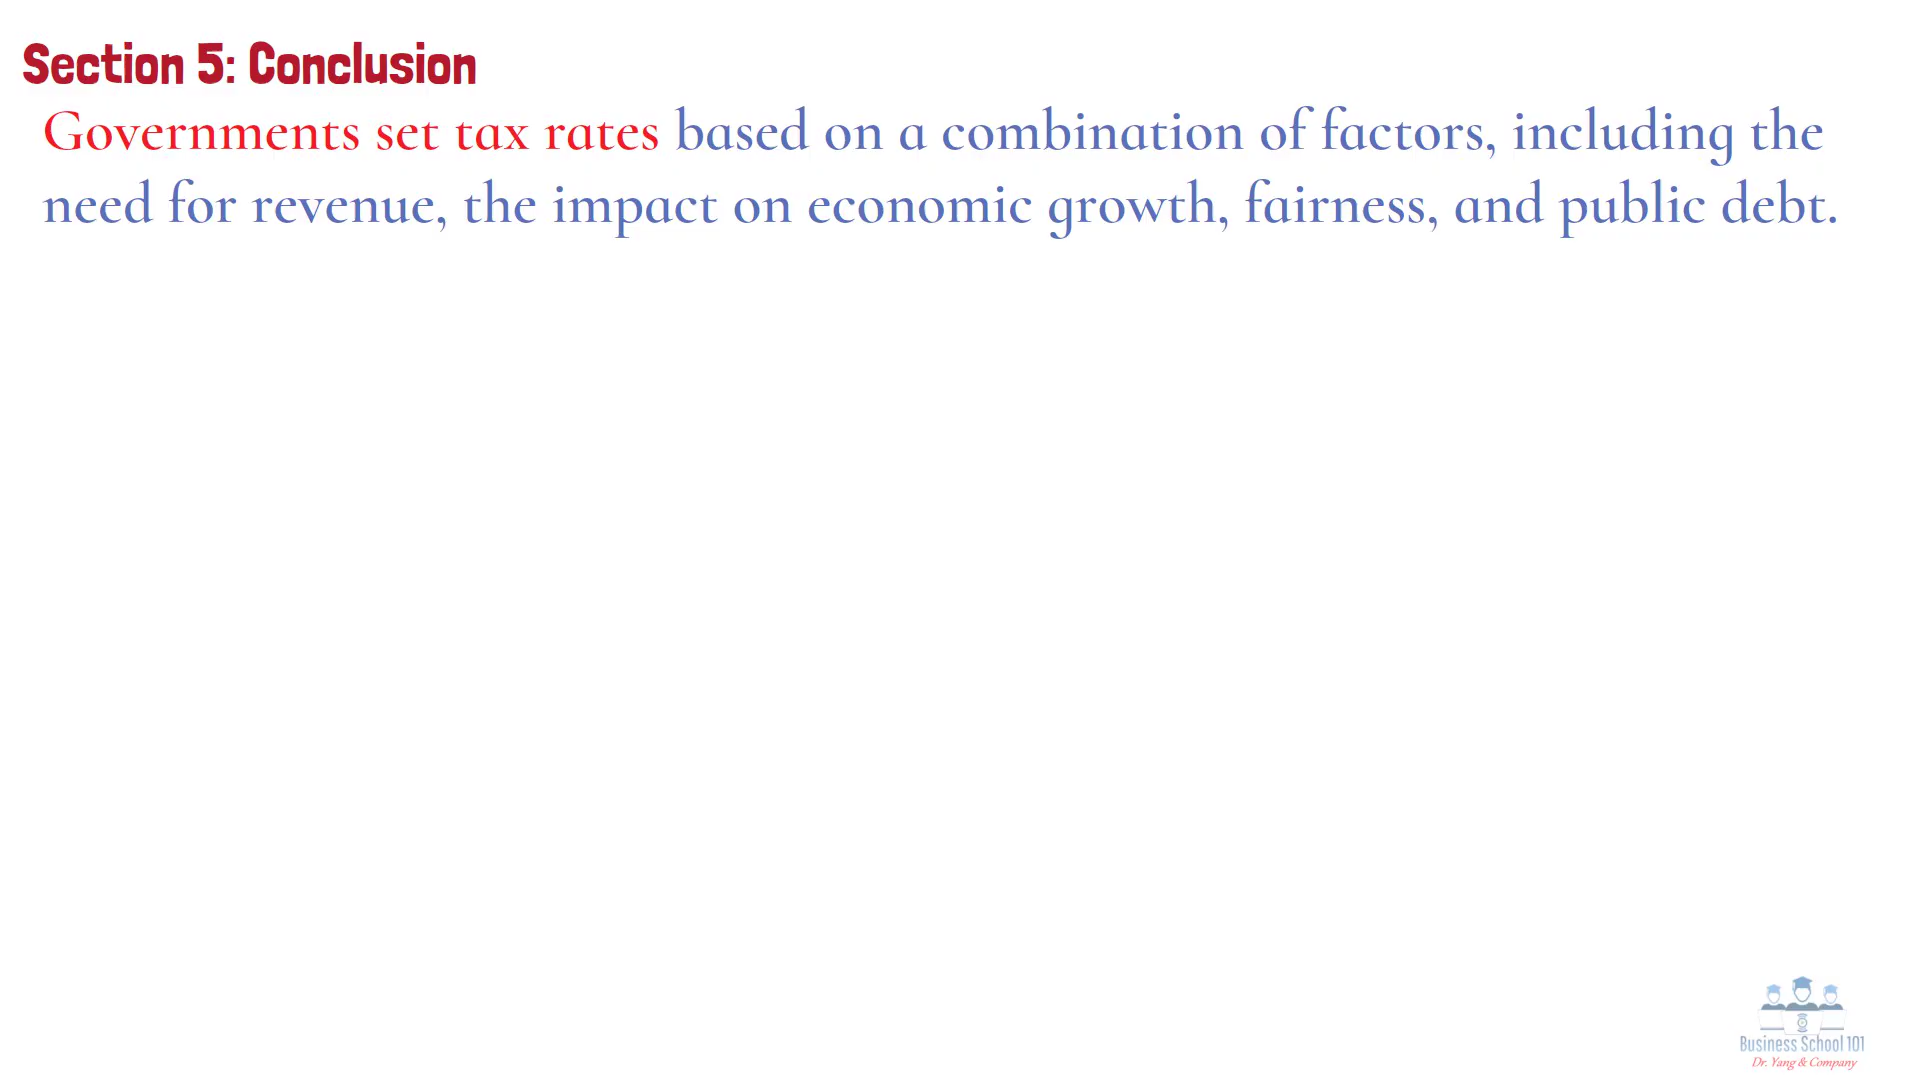 Section 5: Conclusion
Governments set tax rates based on a combination of factors, including the
need for revenue, the impact on economic growth, fairness, and public debt.
Business School 101
Dr. Yang & Company